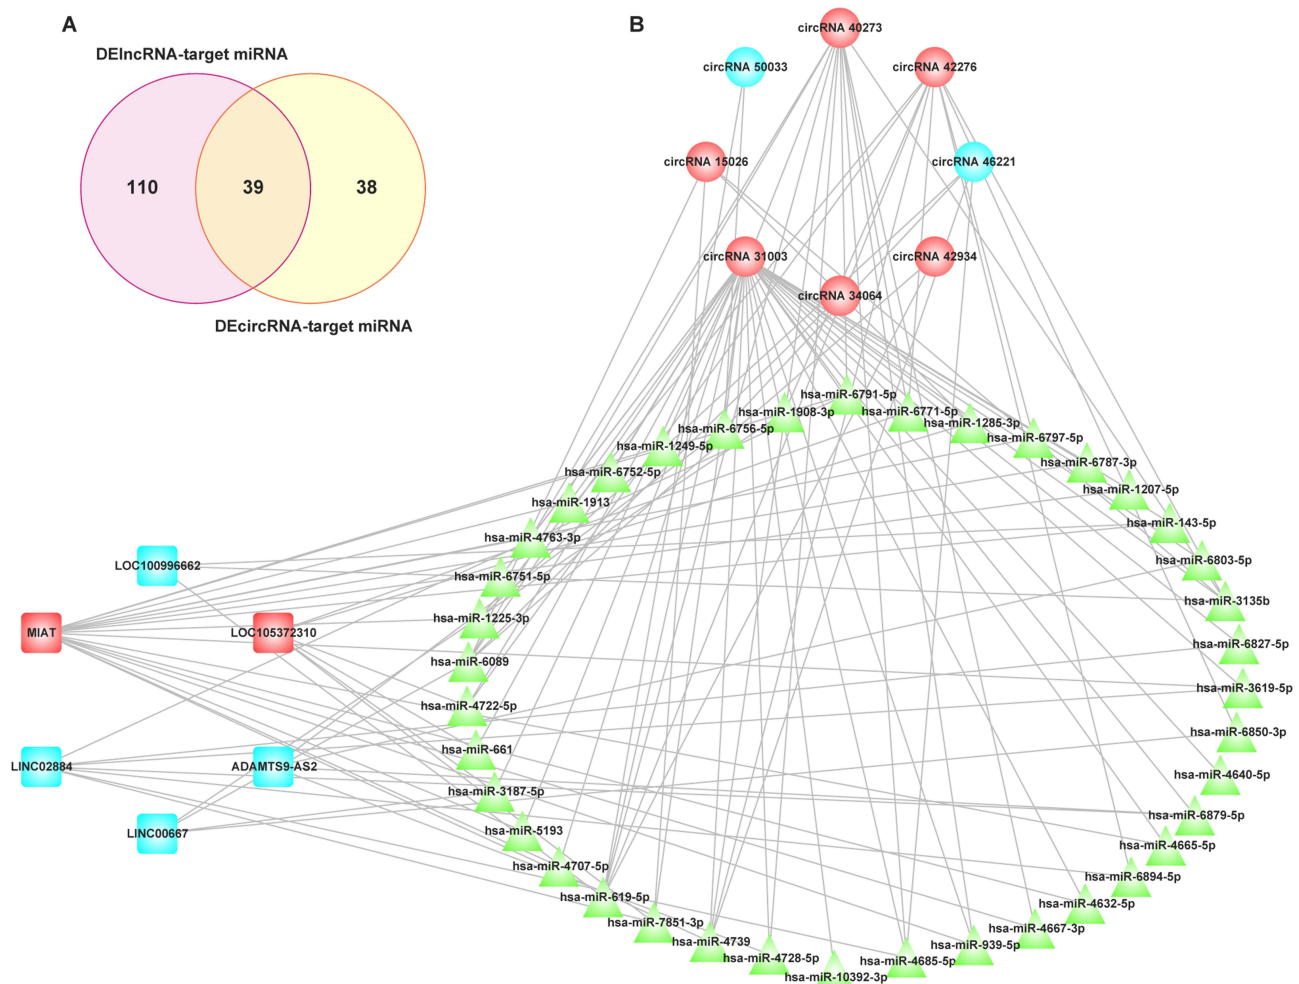 A
DElncRNA-target miRNA
110
39
38
DEcircRNA-target miRNA
B
circRNA 40273
circRNA 50033
circRNA 42276
circRNA 15026
circRNA 46221
circRNA 31003
circRNA 42934
circRNA 34064
hsa-miR-6791-5p
hsa-miR-1908-3p
hsa-miR-6771-5p
hsa-miR-6756-5p
hsa-miR-1285-3p
hsa-miR-1249-5p
hsa-miR-6797-5p
hsa-miR-6752-5p
hsa-miR-6787-3p
hsa-miR-1913
hsa-miR-1207-5p
hsa-miR-4763-3p
hsa-miR-143-5p
hsa-miR-6751-5p
hsa-miR-6803-5p
hsa-miR-1225-3p
hsa-miR-3135b
hsa-miR-6089
hsa-miR-6827-5p
hsa-miR-4722-5p
hsa-miR-3619-5p
hsa-miR-661
hsa-miR-6850-3p
hsa-miR-3187-5p
hsa-miR-4640-5p
hsa-miR-5193
hsa-miR-6879-5p
hsa-miR-4707-5p
hsa-miR-4665-5p
hsa-miR-619-5p
hsa-miR-6894-5p
hsa-miR-7851-3p
hsa-miR-4632-5p
hsa-miR-4739
hsa-miR-4667-3p
hsa-miR-4728-5p
hsa-miR-939-5p
hsa-miR-10392-3p
hsa-miR-4685-5p
LOC100996662
MIAT
LOC105372310
LINC02884
ADAMTS9-AS2
LINC00667